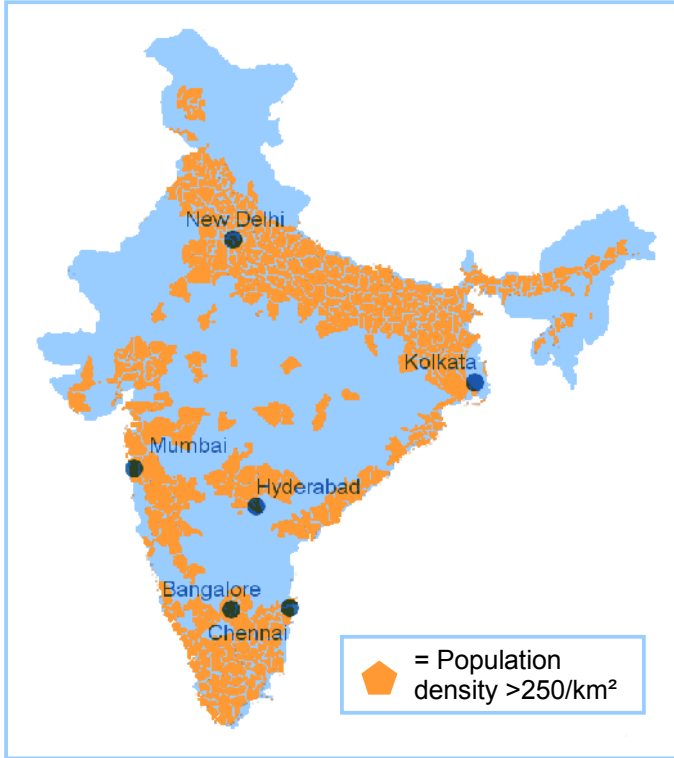 New Delhi
Kolkata
Mumbai
Hyderabad
Bangalore
Chennai
= Population
density >250/km²